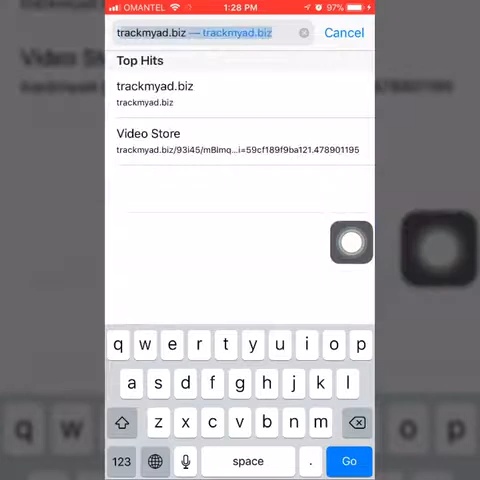 OMANTEL 1:28 PM 97%
trackmyad.biz — trackmyad.biz Cancel
Top Hits
trackmyad.biz
trackmyad.biz
Video Store
trackmyad.biz/93i45/mBImq...i=59cf189f9ba121.478901195
q w e r t y u i o p
a s d f g h j k l
z x c v b n m
123 space . Go